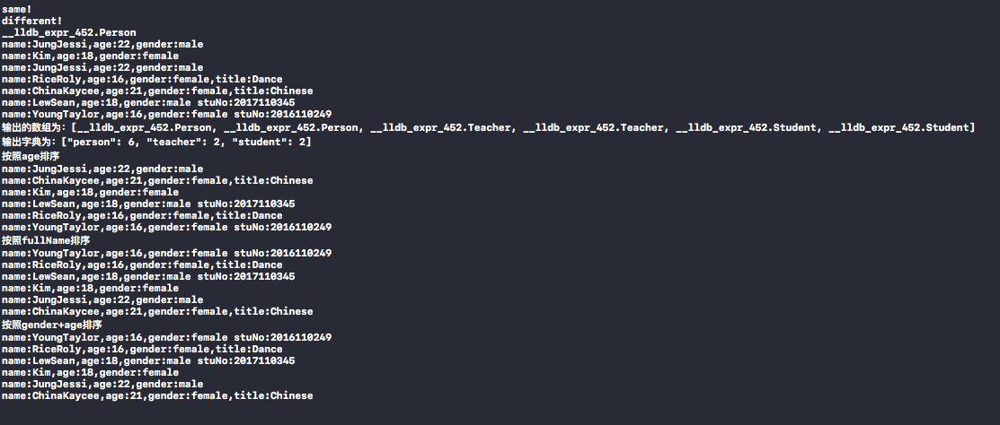 same!
different!
__lldb_expr_452.Person
name:JungJessi,age:22,gender:male
name:Kim,age:18,gender:female
name:JungJessi,age:22,gender:male
name:RiceRoly,age:16,gender:female,title:Dance
name:ChinaKaycee,age:21,gender:female,title:Chinese
name:LewSean,age:18,gender:male stuNo:2017110345
name:YoungTaylor,age:16,gender:female stuNo:2016110249
输出的数组为: [__lldb_expr_452.Person, __lldb_expr_452.Person, __lldb_expr_452.Teacher, __lldb_expr_452.Teacher, __lldb_expr_452.Student, __lldb_expr_452.Student]
输出字典为: ["person": 6, "teacher": 2, "student": 2]
按照age排序
name:JungJessi,age:22,gender:male
name:ChinaKaycee,age:21,gender:female,title:Chinese
name:Kim,age:18,gender:female
name:LewSean,age:18,gender:male stuNo:2017110345
name:RiceRoly,age:16,gender:female,title:Dance
name:YoungTaylor,age:16,gender:female stuNo:2016110249
按照fullName排序
name:YoungTaylor,age:16,gender:female stuNo:2016110249
name:RiceRoly,age:16,gender:female,title:Dance
name:LewSean,age:18,gender:male stuNo:2017110345
name:Kim,age:18,gender:female
name:JungJessi,age:22,gender:male
name:ChinaKaycee,age:21,gender:female,title:Chinese
按照gender+age排序
name:YoungTaylor,age:16,gender:female stuNo:2016110249
name:RiceRoly,age:16,gender:female,title:Dance
name:LewSean,age:18,gender:male stuNo:2017110345
name:Kim,age:18,gender:female
name:JungJessi,age:22,gender:male
name:ChinaKaycee,age:21,gender:female,title:Chinese